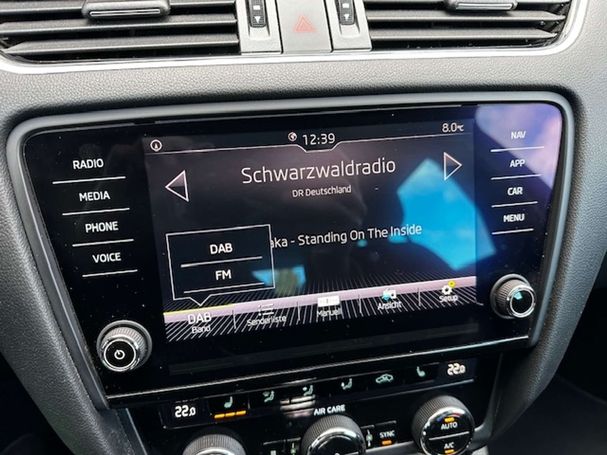 12:39
8.0°C
RADIO
MEDIA
PHONE
VOICE
NAV
APP
CAR
MENU
Schwarzwaldradio
DR Deutschland
aka - Standing On The Inside
DAB
FM
DAB
Band
Senderliste
Manual
Ansicht
Setup
22.0
22.0
AIR CARE
SYNC
AUTO
A/C